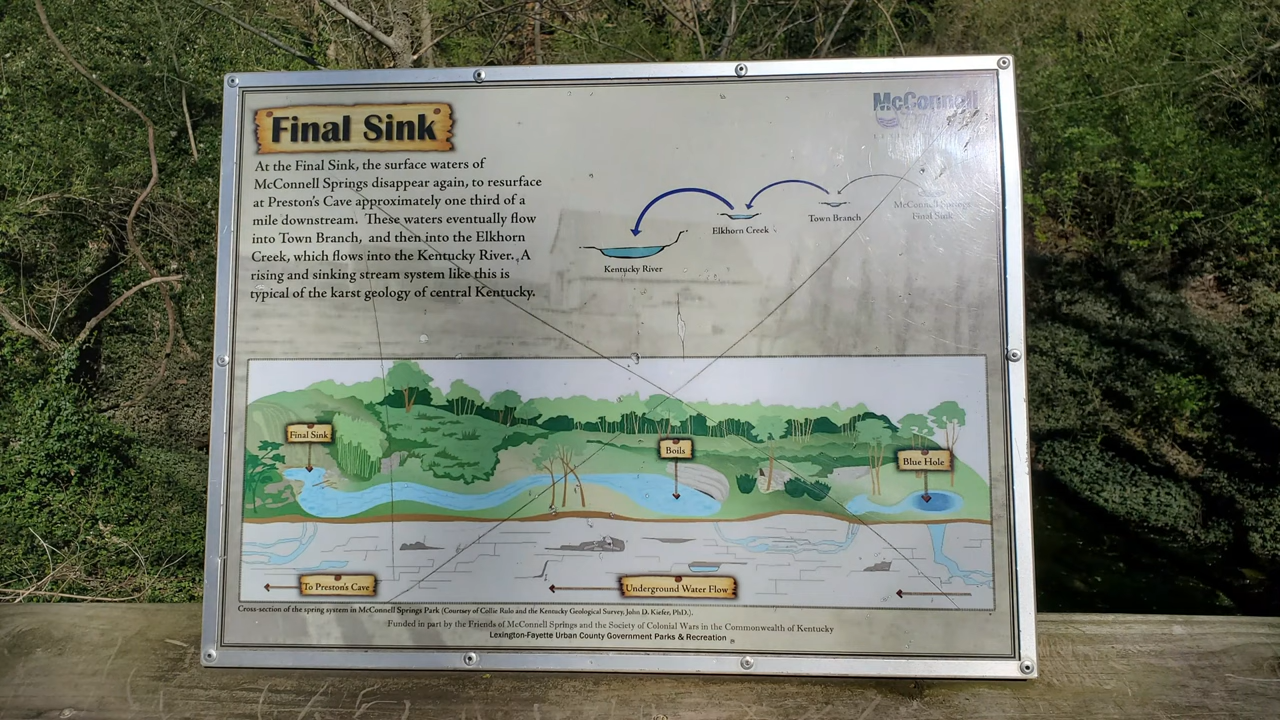 Final Sink
At the Final Sink, the surface waters of
McConnell Springs disappear again, to resurface
at Preston's Cave approximately one third of a
mile downstream. These waters eventually flow
into Town Branch, and then into the Elkhorn
Creek, which flows into the Kentucky River. A
rising and sinking stream system like this is
typical of the karst geology of central Kentucky.
McConnell
McConnell Springs
Final Sink
Town Branch
Elkhorn Creek
Kentucky River
Final Sink
Boils
Blue Hole
To Preston's Cave
Underground Water Flow
Cross-section of the spring system in McConnell Springs Park (Courtesy of Collie Rulo and the Kentucky Geological Survey, John D. Kiefer, PhD.).
Funded in part by the Friends of McConnell Springs and the Society of Colonial Wars in the Commonwealth of Kentucky
Lexington-Fayette Urban County Government Parks & Recreation